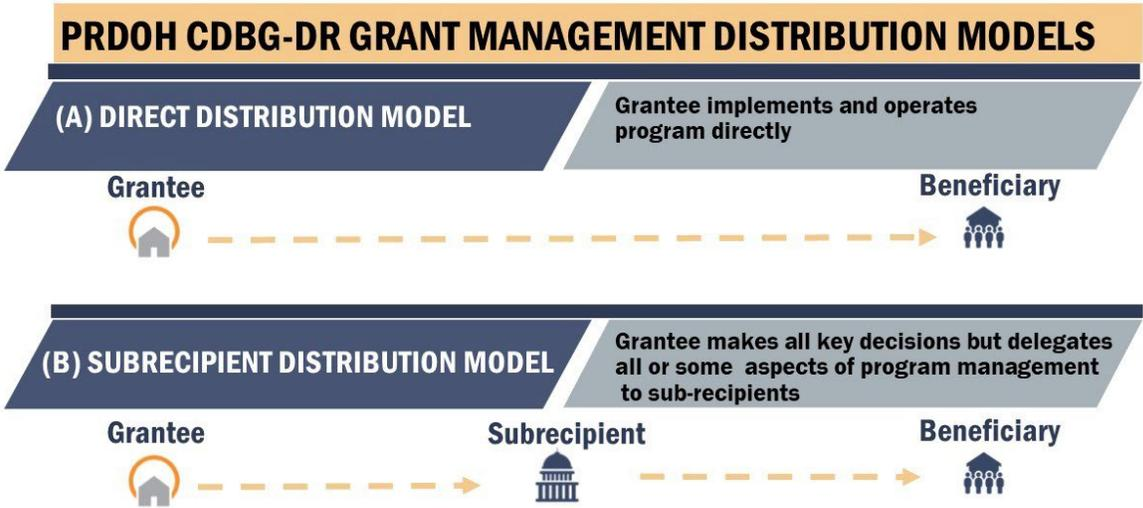 PRDOH CDBG-DR GRANT MANAGEMENT DISTRIBUTION MODELS
(A) DIRECT DISTRIBUTION MODEL
Grantee implements and operates
program directly
Grantee
Beneficiary
(B) SUBRECIPIENT DISTRIBUTION MODEL
Grantee makes all key decisions but delegates
all or some aspects of program management
to sub-recipients
Grantee
Subrecipient
Beneficiary